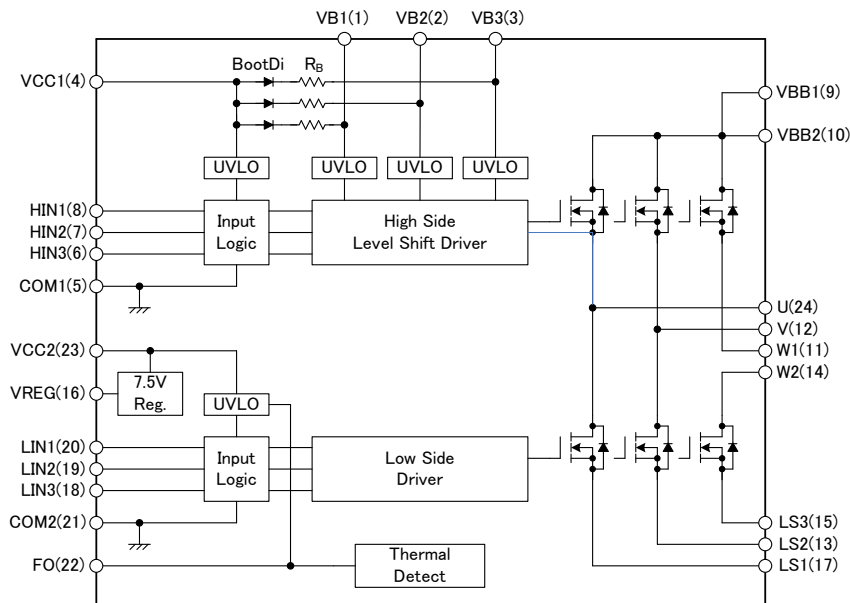 VB1(1) VB2(2) VB3(3)
BootDi RB
VCC1(4)
VBB1(9)
VBB2(10)
UVLO UVLO UVLO UVLO
HIN1(8)
HIN2(7)
HIN3(6)
Input
Logic
High Side
Level Shift Driver
COM1(5)
U(24)
V(12)
W1(11)
W2(14)
VCC2(23)
VREG(16)
7.5V
Reg.
UVLO
LIN1(20)
LIN2(19)
LIN3(18)
Input
Logic
Low Side
Driver
COM2(21)
LS3(15)
LS2(13)
LS1(17)
FO(22)
Thermal
Detect